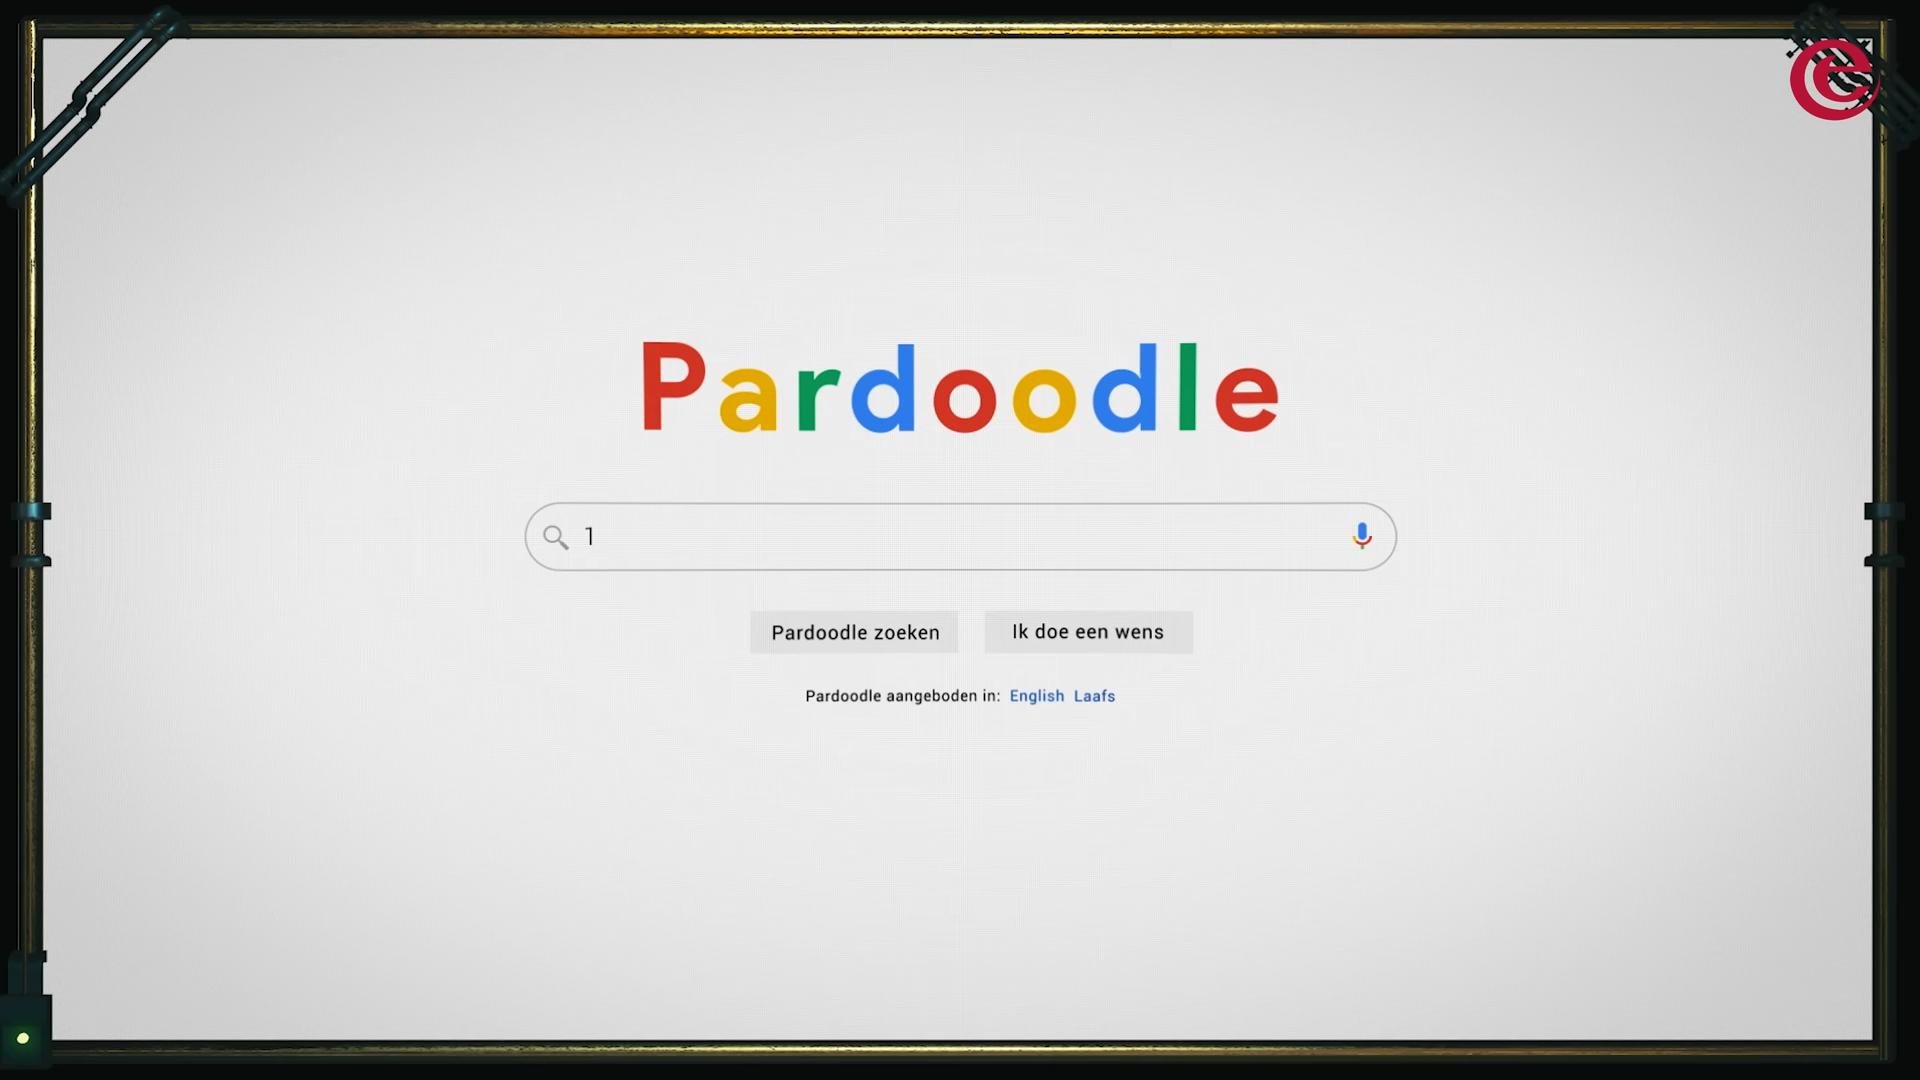 e
Pardoodle
1
Pardoodle zoeken
Ik doe een wens
Pardoodle aangeboden in: English Laafs